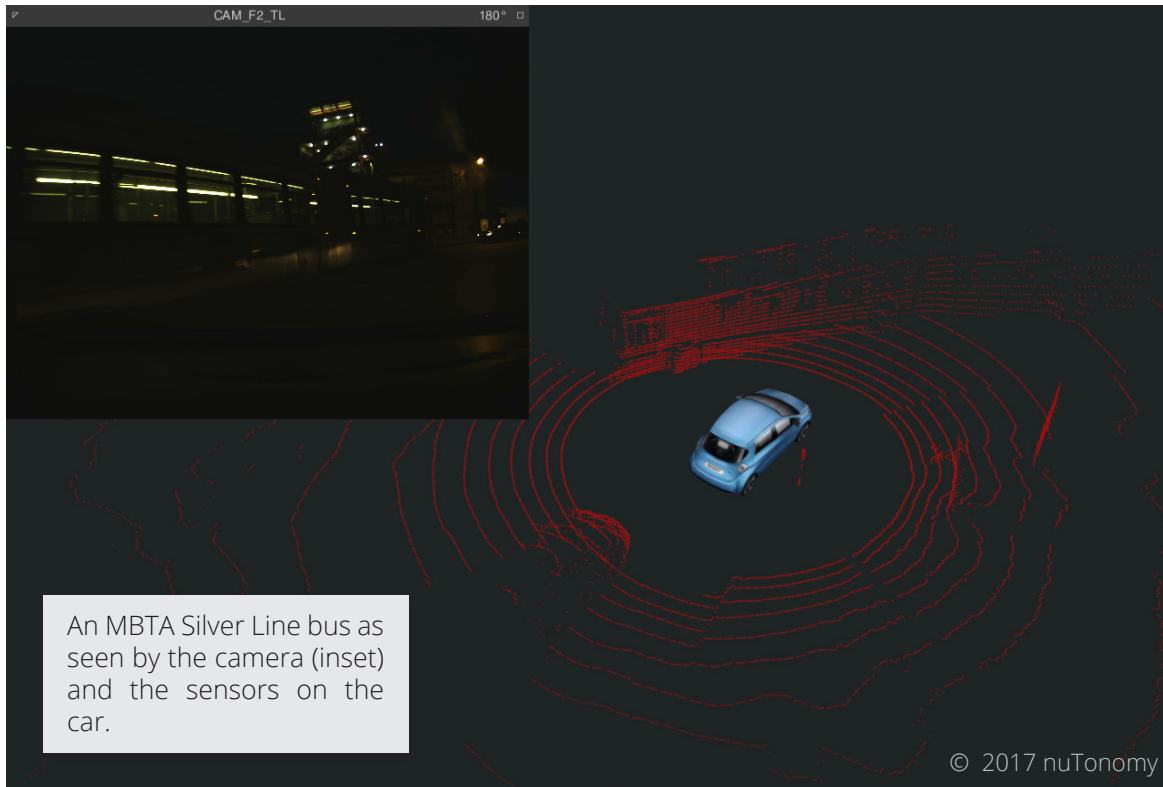 CAM_F2_TL 180°
An MBTA Silver Line bus as
seen by the camera (inset)
and the sensors on the
car.
© 2017 nuTonomy